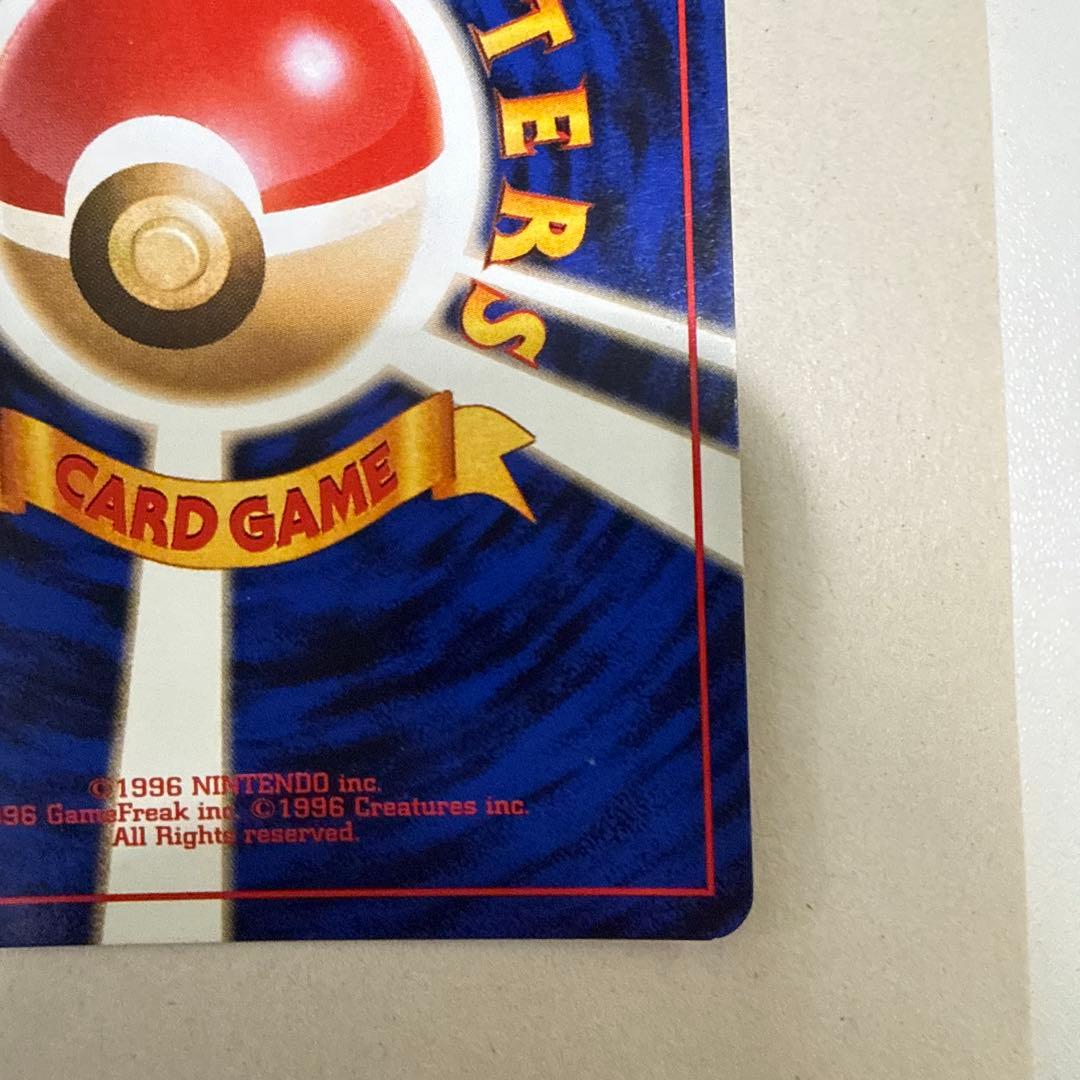 TERS
CARD GAME
©1996 NINTENDO inc.
96 GameFreak inc. ©1996 Creatures inc.
All Rights reserved.